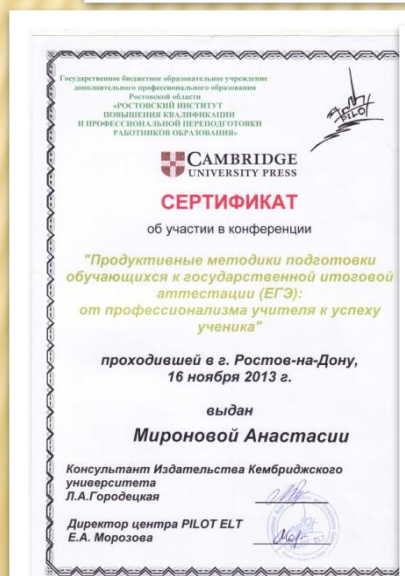 Государственное бюджетное образовательное учреждение
дополнительного профессионального образования
Ростовской области
«РОСТОВСКИЙ ИНСТИТУТ
ПОВЫШЕНИЯ КВАЛИФИКАЦИИ
И ПРОФЕССИОНАЛЬНОЙ ПЕРЕПОДГОТОВКИ
РАБОТНИКОВ ОБРАЗОВАНИЯ»
PILOT
CAMBRIDGE
UNIVERSITY PRESS
СЕРТИФИКАТ
об участии в конференции
"Продуктивные методики подготовки
обучающихся к государственной итоговой
аттестации (ЕГЭ):
от профессионализма учителя к успеху
ученика"
проходившей в г. Ростов-на-Дону,
16 ноября 2013 г.
выдан
Мироновой Анастасии
Консультант Издательства Кембриджского
университета
Л.А.Городецкая
Директор центра PILOT ELT
Е.А. Морозова